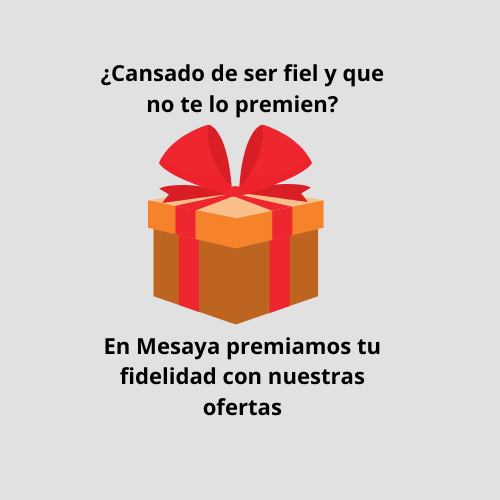 ¿Cansado de ser fiel y que
no te lo premien?
En Mesaya premiamos tu
fidelidad con nuestras
ofertas